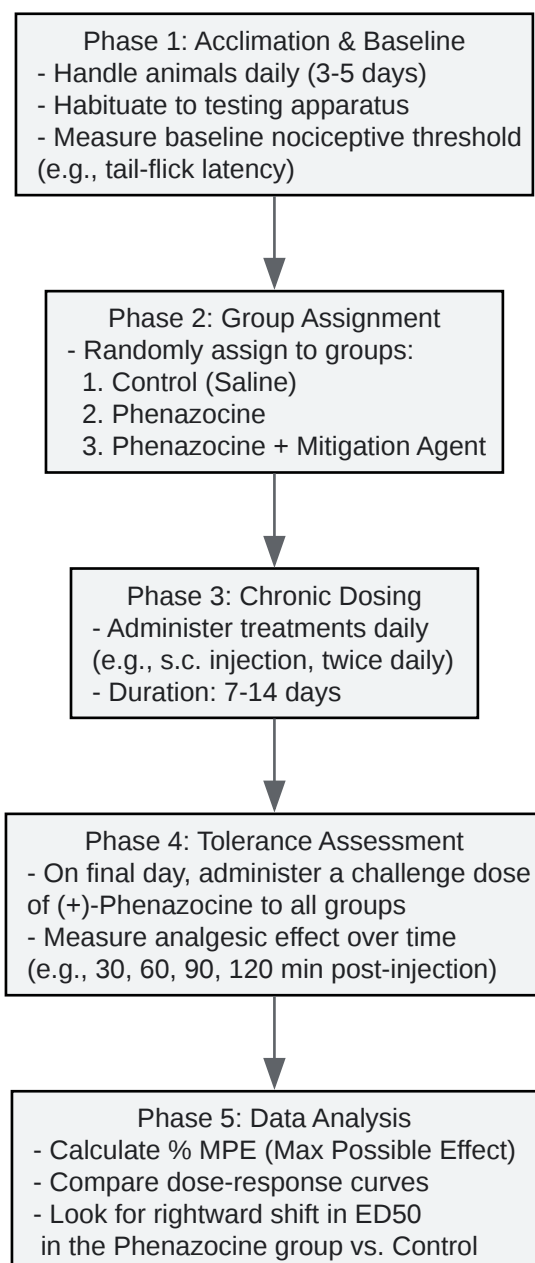 Phase 1: Acclimation & Baseline
- Handle animals daily (3-5 days)
- Habituate to testing apparatus
- Measure baseline nociceptive threshold
(e.g., tail-flick latency)
Phase 2: Group Assignment
- Randomly assign to groups:
1. Control (Saline)
2. Phenazocine
3. Phenazocine + Mitigation Agent
Phase 3: Chronic Dosing
- Administer treatments daily
(e.g., s.c. injection, twice daily)
- Duration: 7-14 days
Phase 4: Tolerance Assessment
- On final day, administer a challenge dose
of (+)-Phenazocine to all groups
- Measure analgesic effect over time
(e.g., 30, 60, 90, 120 min post-injection)
Phase 5: Data Analysis
- Calculate % MPE (Max Possible Effect)
- Compare dose-response curves
- Look for rightward shift in ED50
in the Phenazocine group vs. Control